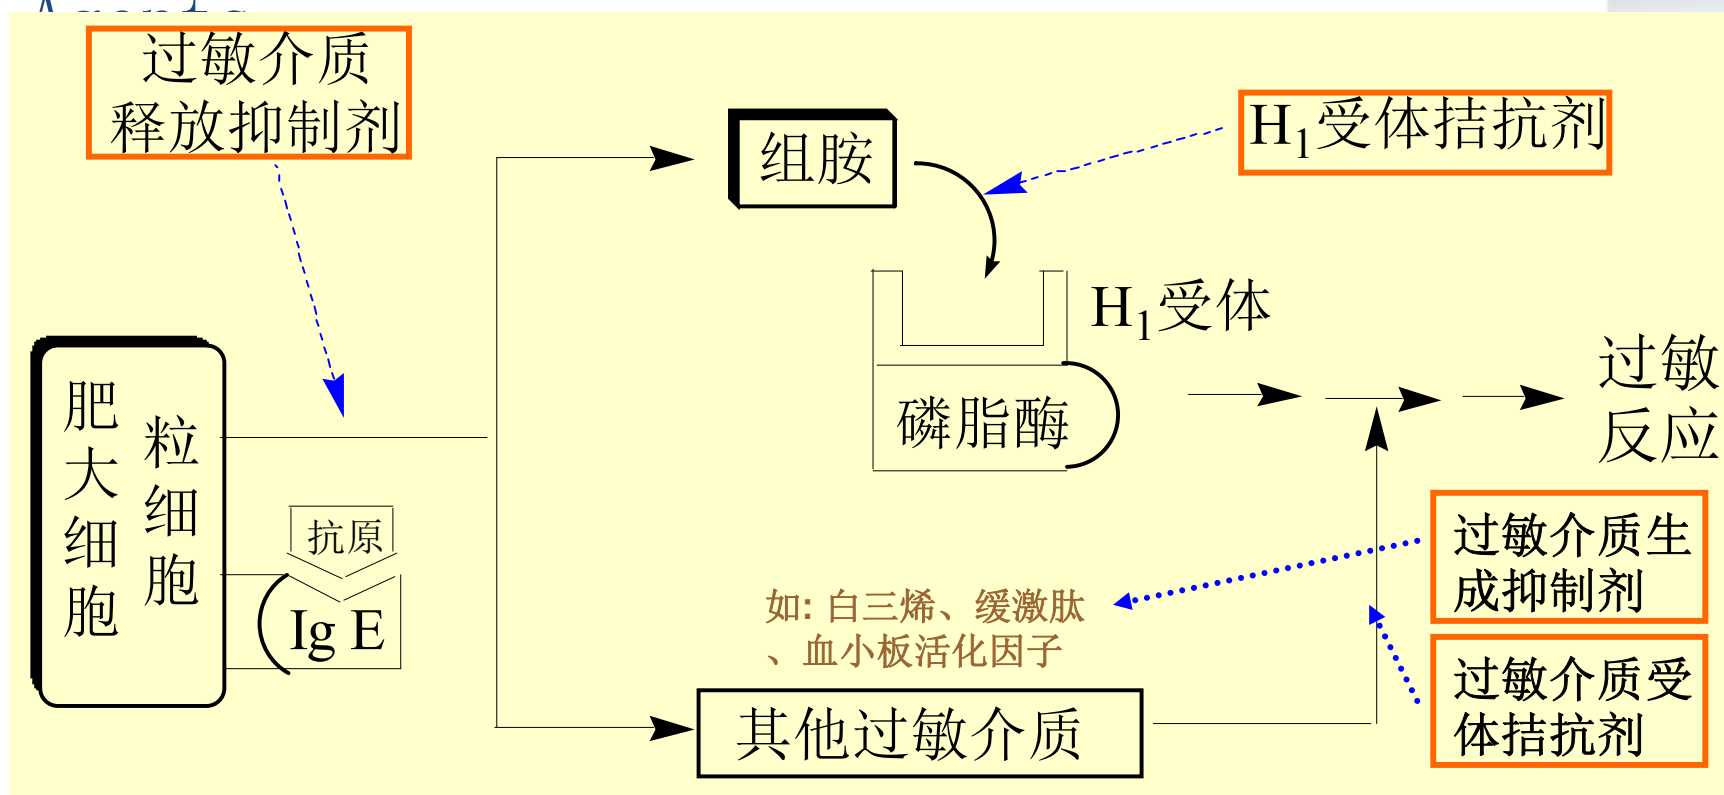 Agents
过敏介质
释放抑制剂
组胺
H₁受体拮抗剂
H₁受体
磷脂酶
过敏
反应
肥大细胞
粒细胞
抗原
Ig E
如: 白三烯、缓激肽
、血小板活化因子
其他过敏介质
过敏介质生
成抑制剂
过敏介质受
体拮抗剂